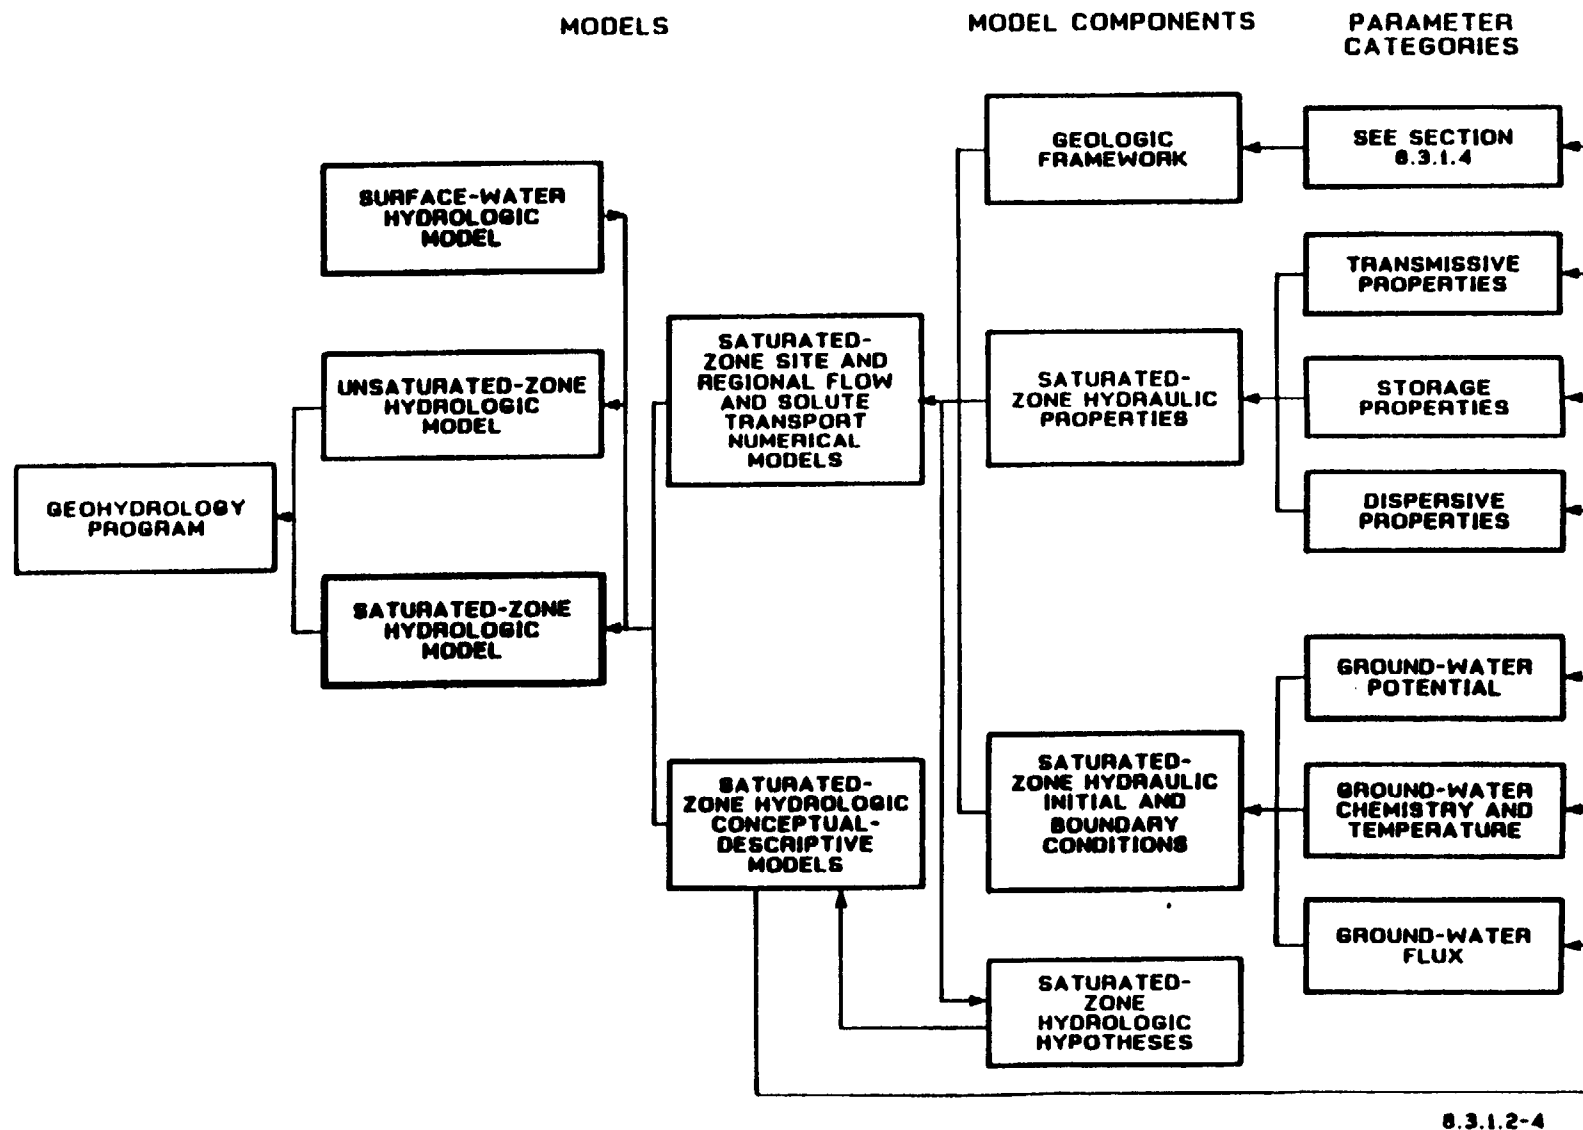 MODELS
MODEL COMPONENTS
PARAMETER
CATEGORIES
GEOLOGIC
FRAMEWORK
SEE SECTION
8.3.1.4
SURFACE-WATER
HYDROLOGIC
MODEL
TRANSMISSIVE
PROPERTIES
SATURATED-
ZONE SITE AND
REGIONAL FLOW
AND SOLUTE
TRANSPORT
NUMERICAL
MODELS
UNSATURATED-ZONE
HYDROLOGIC
MODEL
SATURATED-
ZONE HYDRAULIC
PROPERTIES
STORAGE
PROPERTIES
GEOHYDROLOGY
PROGRAM
DISPERSIVE
PROPERTIES
SATURATED-ZONE
HYDROLOGIC
MODEL
GROUND-WATER
POTENTIAL
SATURATED-
ZONE HYDROLOGIC
CONCEPTUAL-
DESCRIPTIVE
MODELS
SATURATED-
ZONE HYDRAULIC
INITIAL AND
BOUNDARY
CONDITIONS
GROUND-WATER
CHEMISTRY AND
TEMPERATURE
GROUND-WATER
FLUX
SATURATED-
ZONE
HYDROLOGIC
HYPOTHESES
8.3.1.2-4